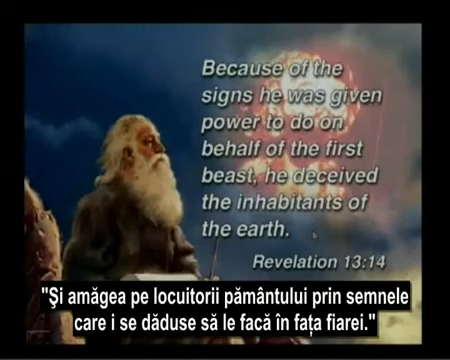 Because of the
signs he was given
power to do on
behalf of the first
beast, he deceived
the inhabitants of
the earth.
Revelation 13:14
"Şi amăgea pe locuitorii pământului prin semnele
care i se dăduse să le facă în faţa fiarei."